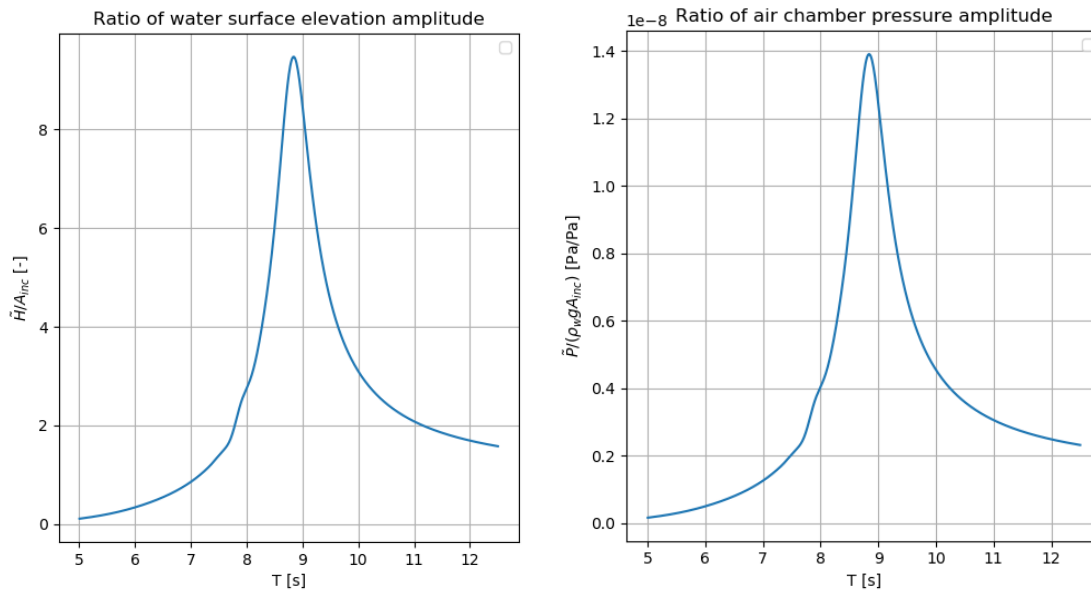 Ratio of water surface elevation amplitude
H̃/A_inc [-]
8
6
4
2
0
5 6 7 8 9 10 11 12
T [s]
Ratio of air chamber pressure amplitude
1e−8
P̃/(ρ_w g A_inc) [Pa/Pa]
1.4
1.2
1.0
0.8
0.6
0.4
0.2
0.0
5 6 7 8 9 10 11 12
T [s]